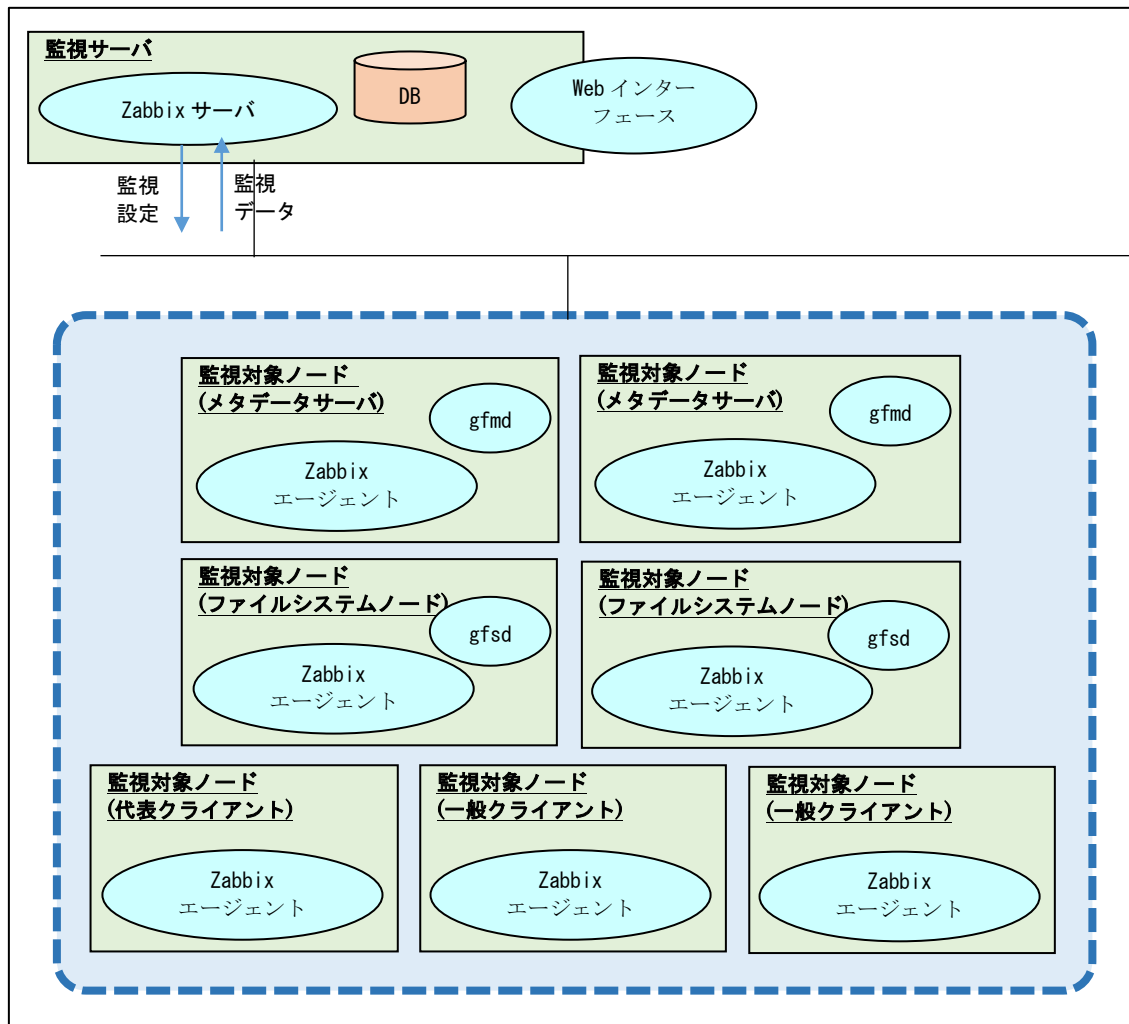 監視サーバ
Zabbix サーバ
DB
Web インター
フェース
監視
設定
監視
データ
監視対象ノード
(メタデータサーバ)
gfmd
Zabbix
エージェント
監視対象ノード
(メタデータサーバ)
gfmd
Zabbix
エージェント
監視対象ノード
(ファイルシステムノード)
gfsd
Zabbix
エージェント
監視対象ノード
(ファイルシステムノード)
gfsd
Zabbix
エージェント
監視対象ノード
(代表クライアント)
Zabbix
エージェント
監視対象ノード
(一般クライアント)
Zabbix
エージェント
監視対象ノード
(一般クライアント)
Zabbix
エージェント